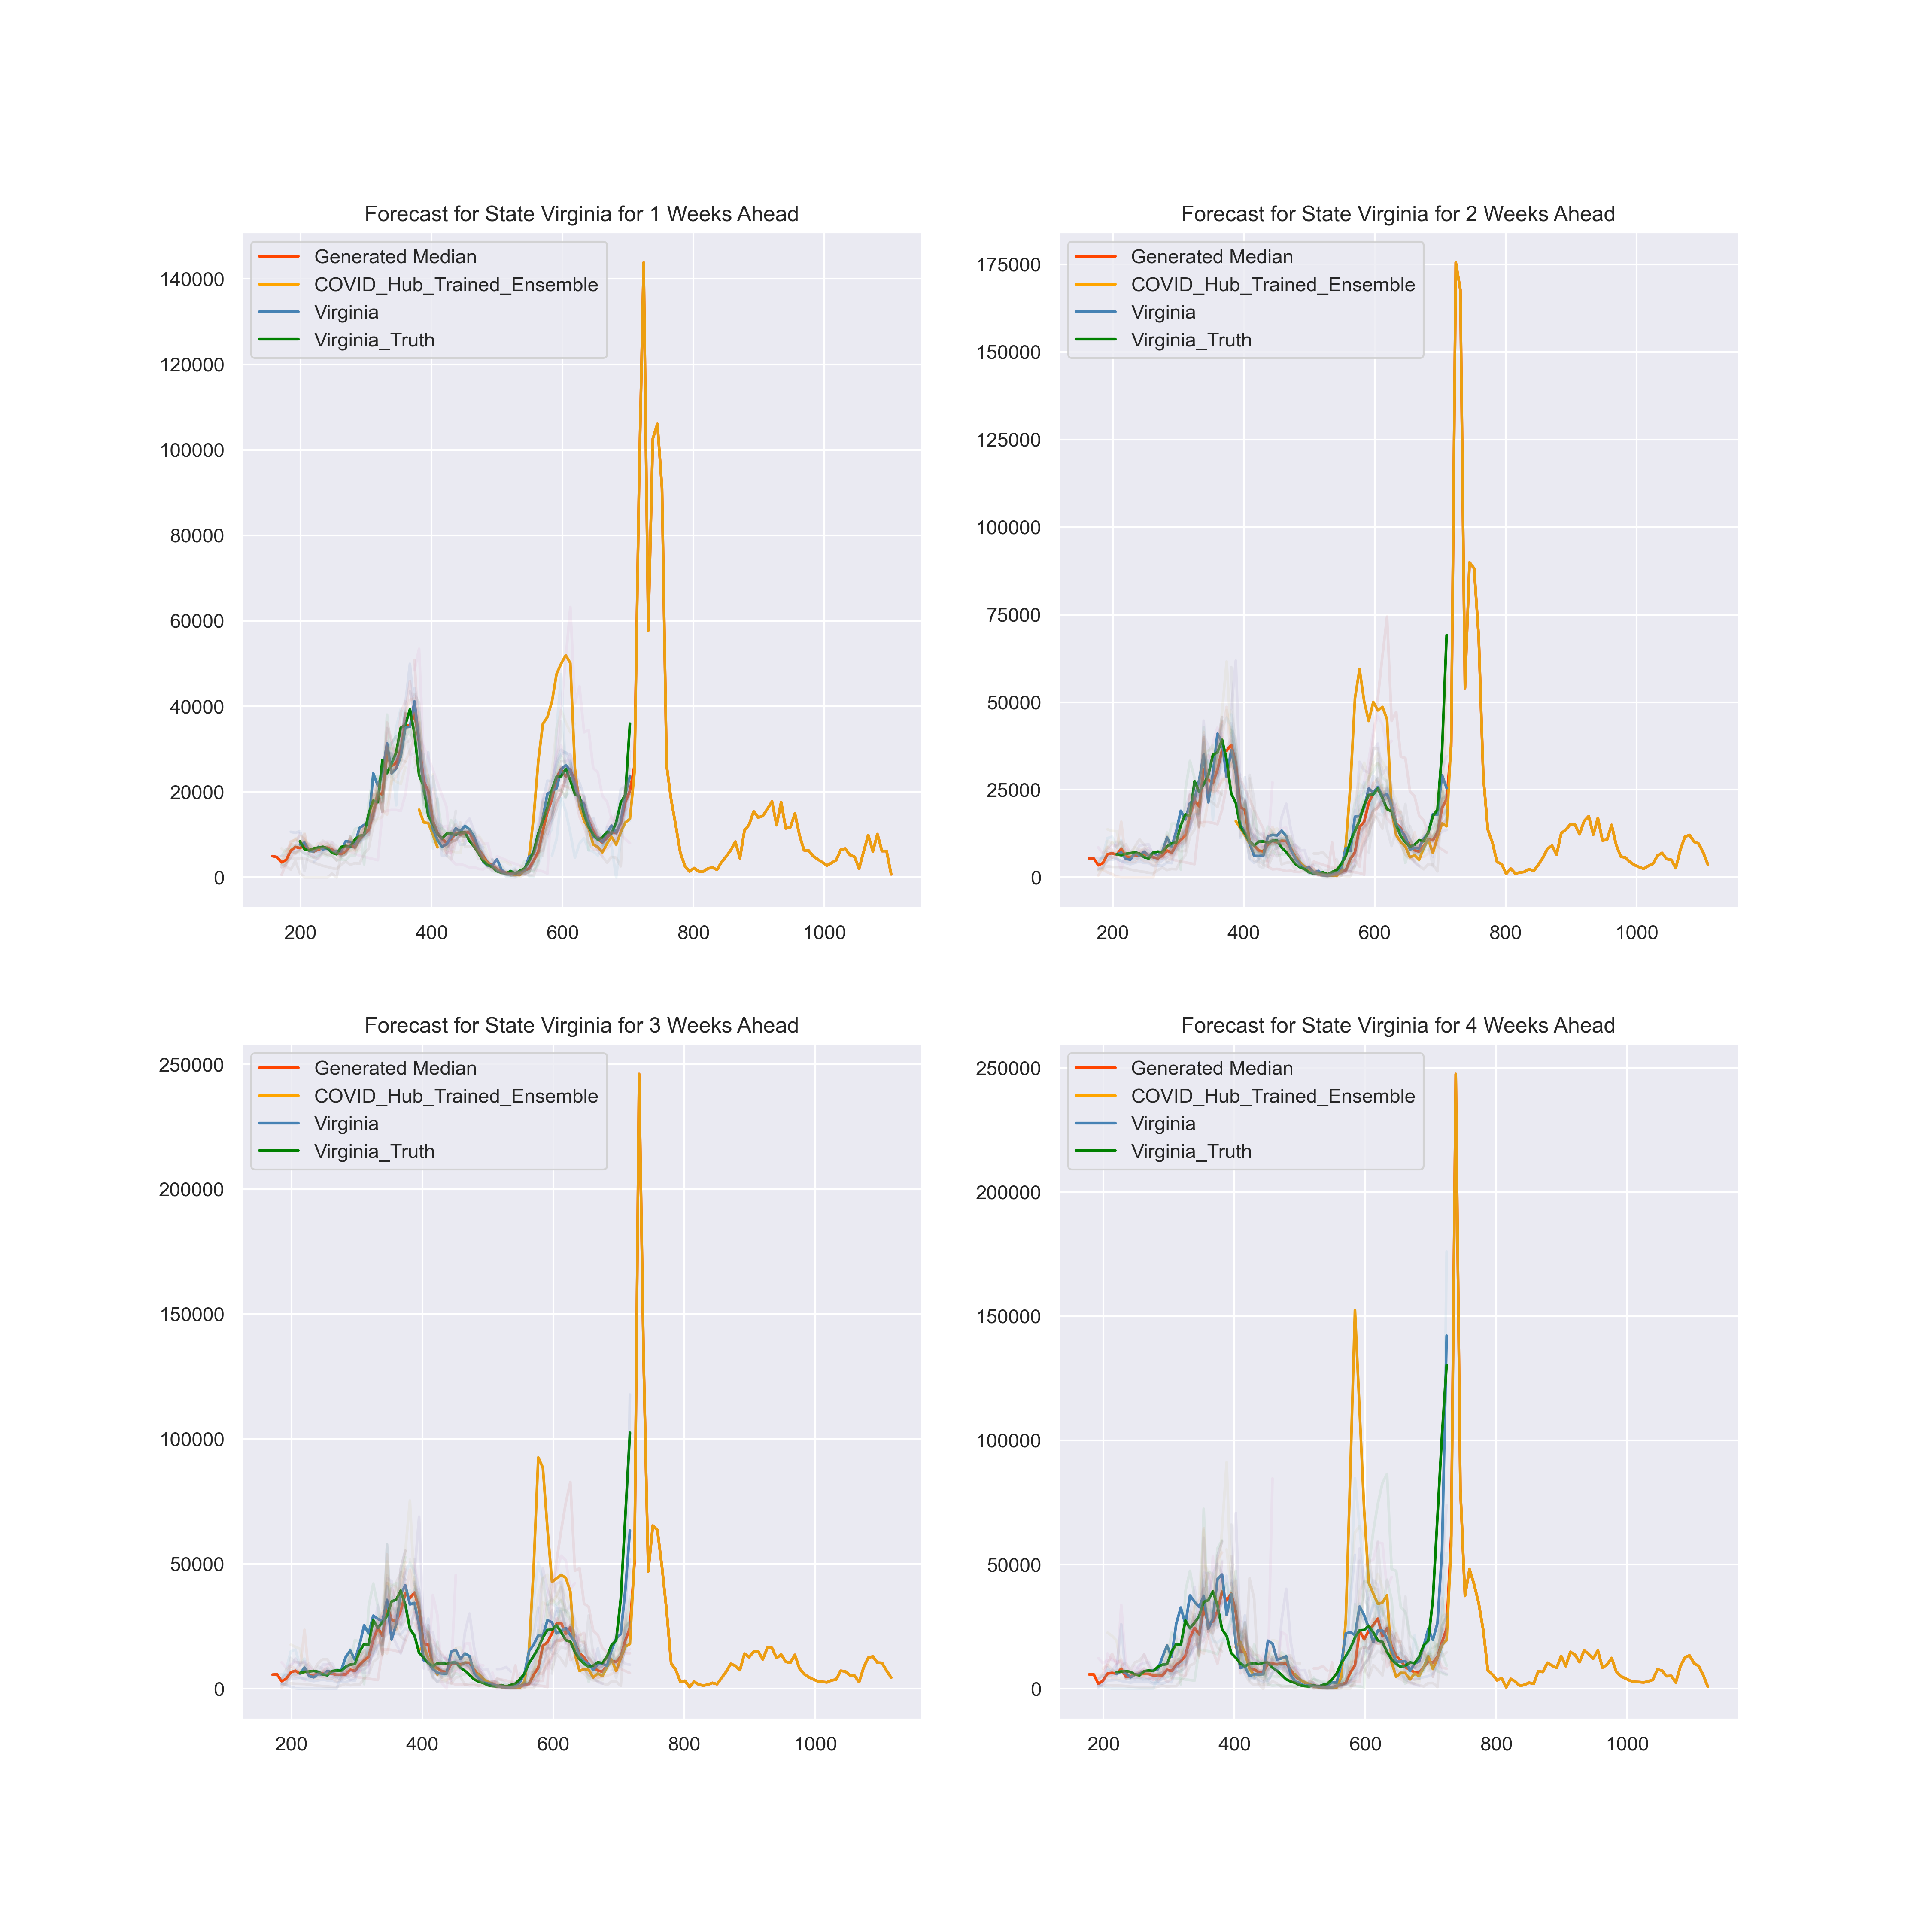 Forecast for State Virginia for 1 Weeks Ahead
Generated Median
COVID_Hub_Trained_Ensemble
Virginia
Virginia_Truth
140000
120000
100000
80000
60000
40000
20000
0
200 400 600 800 1000
Forecast for State Virginia for 2 Weeks Ahead
Generated Median
COVID_Hub_Trained_Ensemble
Virginia
Virginia_Truth
175000
150000
125000
100000
75000
50000
25000
0
200 400 600 800 1000
Forecast for State Virginia for 3 Weeks Ahead
Generated Median
COVID_Hub_Trained_Ensemble
Virginia
Virginia_Truth
250000
200000
150000
100000
50000
0
200 400 600 800 1000
Forecast for State Virginia for 4 Weeks Ahead
Generated Median
COVID_Hub_Trained_Ensemble
Virginia
Virginia_Truth
250000
200000
150000
100000
50000
0
200 400 600 800 1000